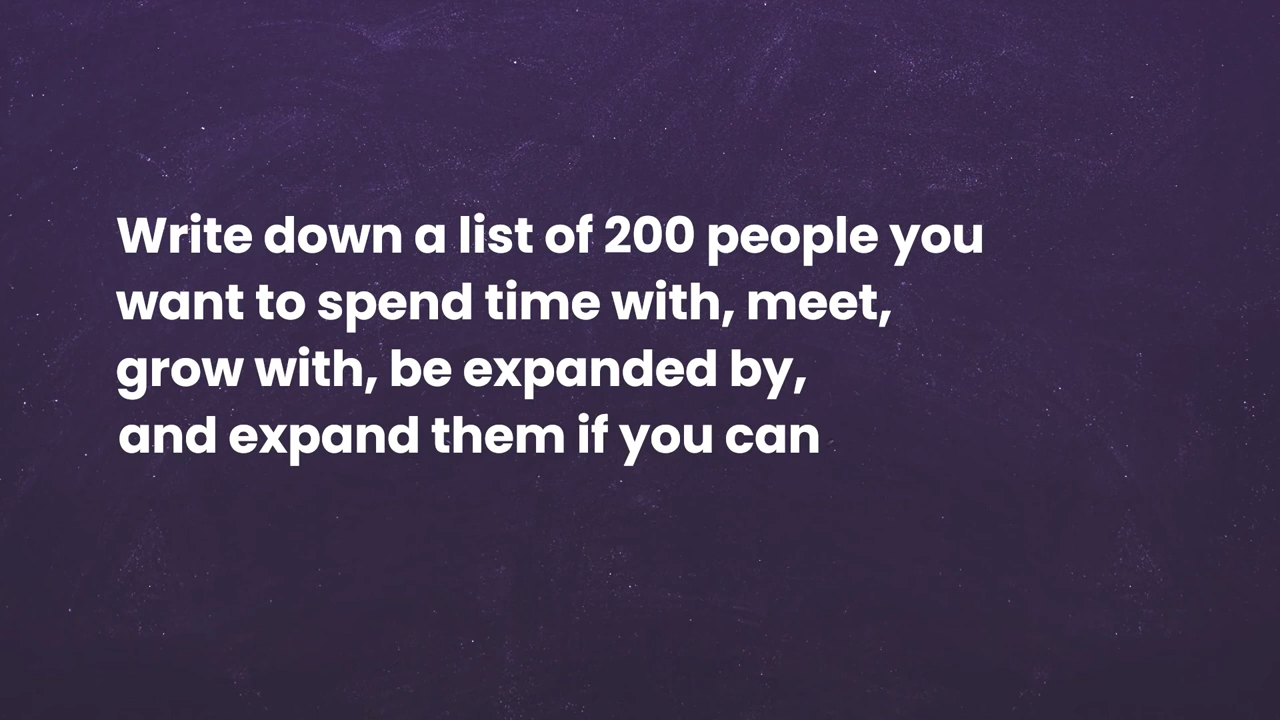 Write down a list of 200 people you
want to spend time with, meet,
grow with, be expanded by,
and expand them if you can